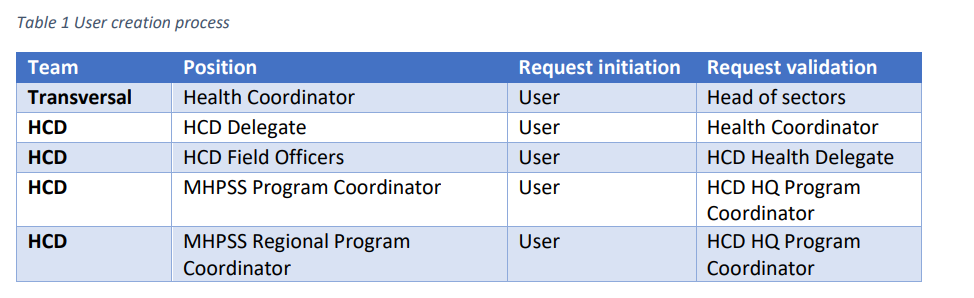 Table 1 User creation process
Team Position Request initiation Request validation
Transversal Health Coordinator User Head of sectors
HCD HCD Delegate User Health Coordinator
HCD HCD Field Officers User HCD Health Delegate
HCD MHPSS Program Coordinator User HCD HQ Program
Coordinator
HCD MHPSS Regional Program User HCD HQ Program
Coordinator Coordinator